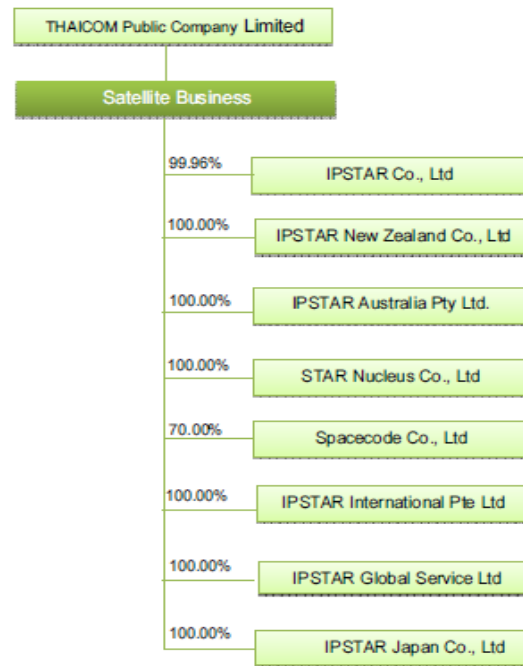 THAICOM Public Company Limited
Satellite Business
99.96%
IPSTAR Co., Ltd
100.00%
IPSTAR New Zealand Co., Ltd
100.00%
IPSTAR Australia Pty Ltd.
100.00%
STAR Nucleus Co., Ltd
70.00%
Spacecode Co., Ltd
100.00%
IPSTAR International Pte Ltd
100.00%
IPSTAR Global Service Ltd
100.00%
IPSTAR Japan Co., Ltd